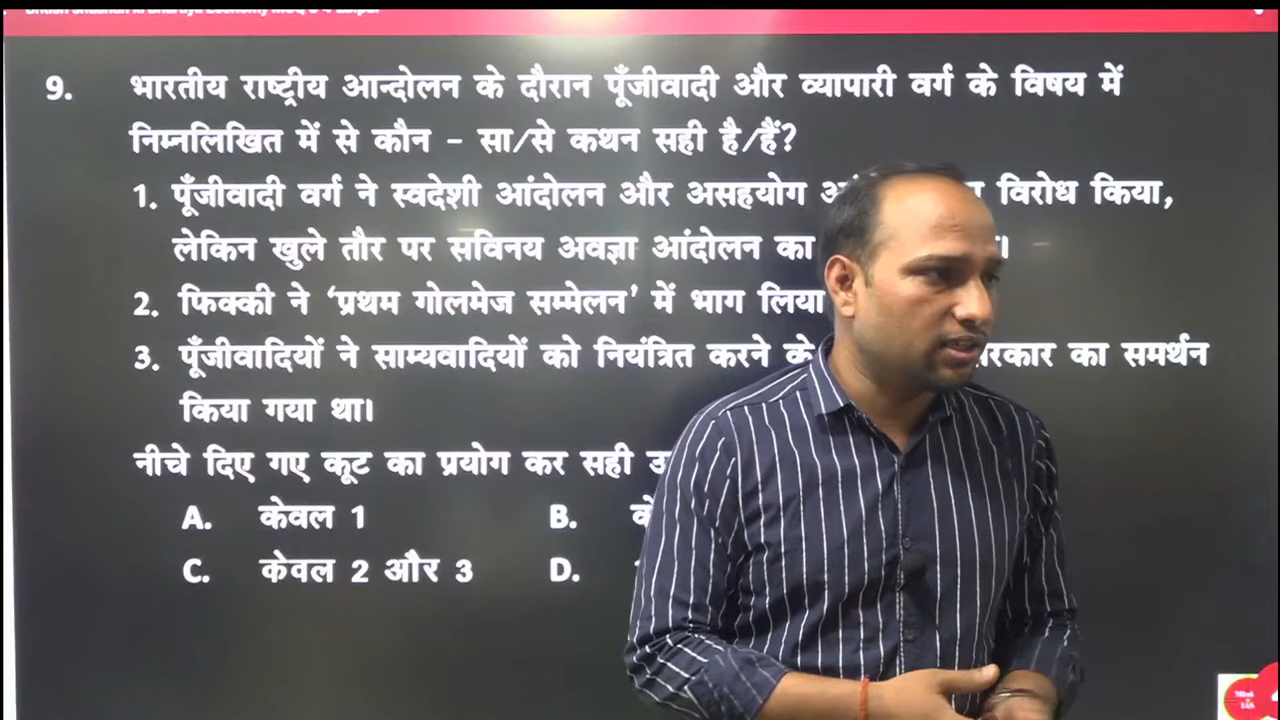 9. भारतीय राष्ट्रीय आन्दोलन के दौरान पूँजीवादी और व्यापारी वर्ग के विषय में
निम्नलिखित में से कौन - सा/से कथन सही है/हैं?
1. पूँजीवादी वर्ग ने स्वदेशी आंदोलन और असहयोग विरोध किया,
लेकिन खुले तौर पर सविनय अवज्ञा आंदोलन का
2. फिक्की ने ‘प्रथम गोलमेज सम्मेलन’ में भाग लिया
3. पूँजीवादियों ने साम्यवादियों को नियंत्रित करने के सरकार का समर्थन
किया गया था।
नीचे दिए गए कूट का प्रयोग कर सही
A. केवल 1 B.
C. केवल 2 और 3 D.